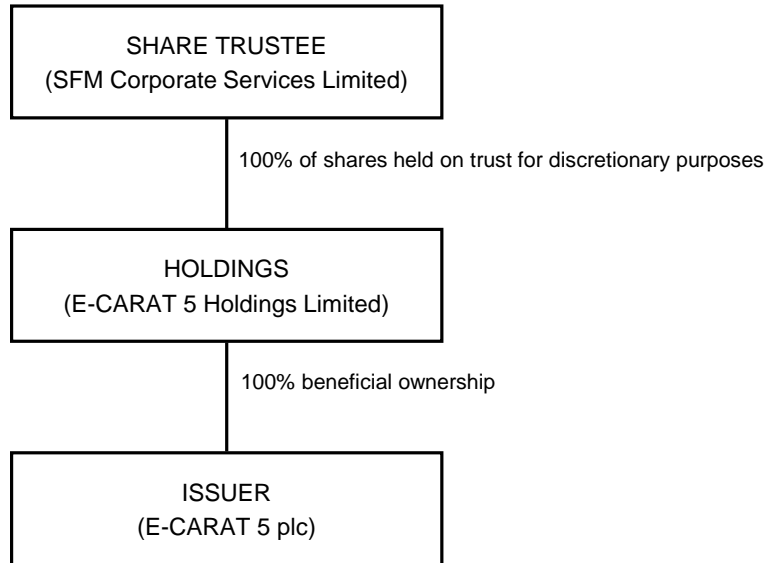 SHARE TRUSTEE
(SFM Corporate Services Limited)
100% of shares held on trust for discretionary purposes
HOLDINGS
(E-CARAT 5 Holdings Limited)
100% beneficial ownership
ISSUER
(E-CARAT 5 plc)